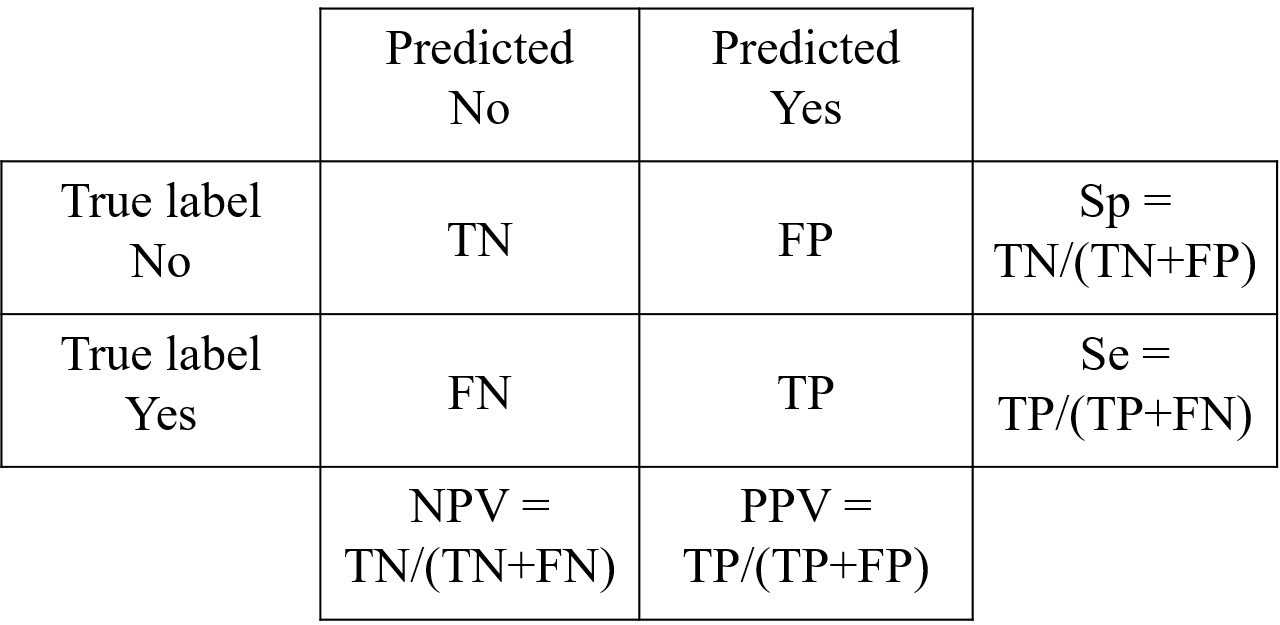 Predicted
No
Predicted
Yes
True label
No
TN
FP
Sp =
TN/(TN+FP)
True label
Yes
FN
TP
Se =
TP/(TP+FN)
NPV =
TN/(TN+FN)
PPV =
TP/(TP+FP)